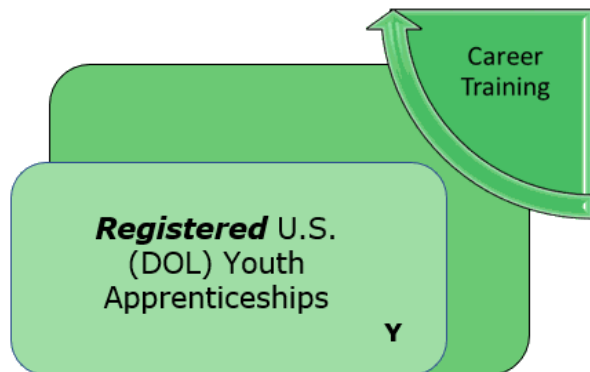 Career
Training
Registered U.S.
(DOL) Youth
Apprenticeships
Y